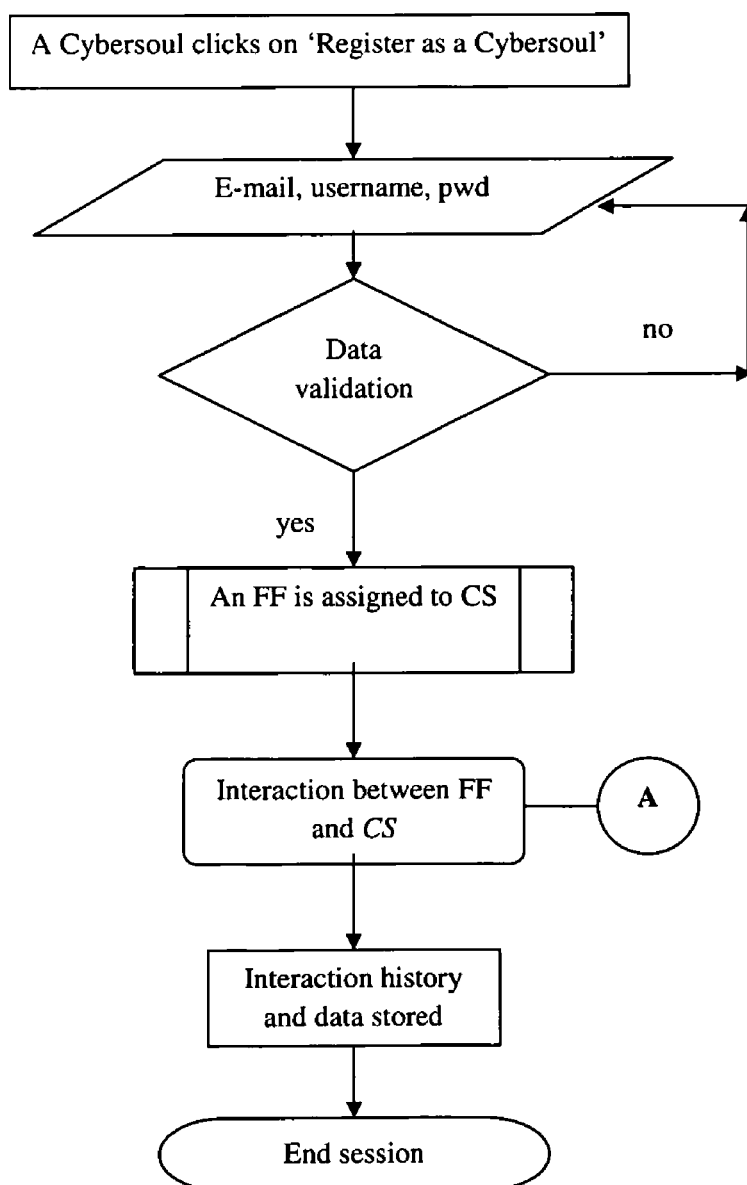 A Cybersoul clicks on ‘Register as a Cybersoul’
E-mail, username, pwd
Data
validation
no
yes
An FF is assigned to CS
Interaction between FF
and CS
A
Interaction history
and data stored
End session